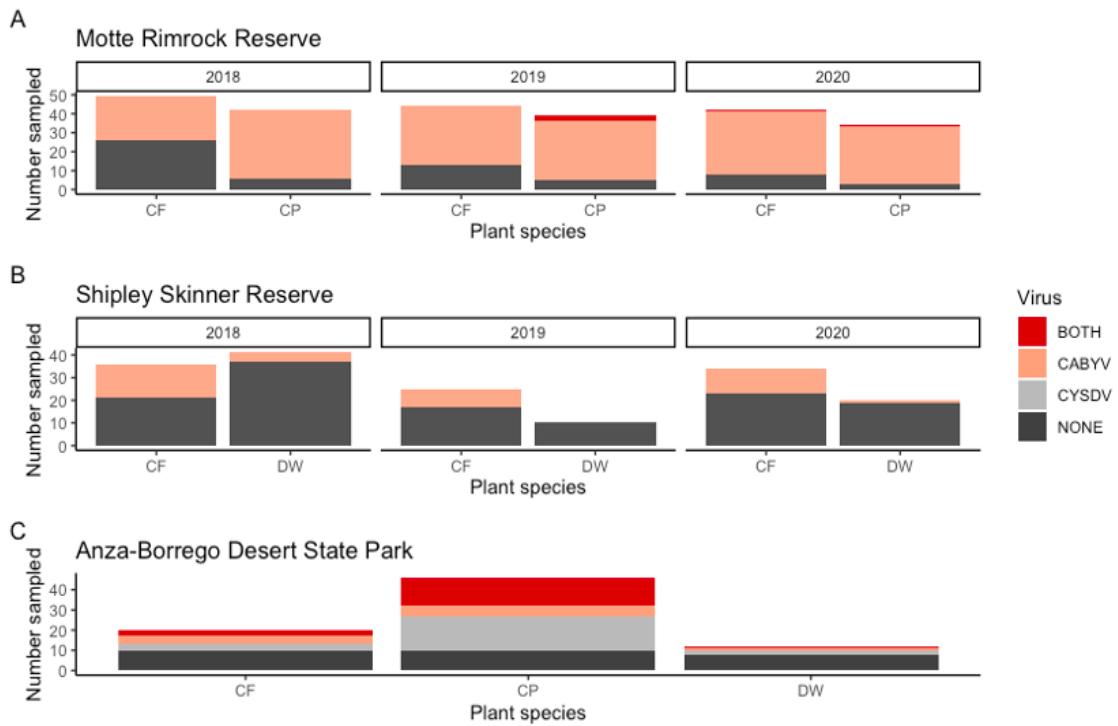 A
Motte Rimrock Reserve
2018 2019 2020
Number sampled
50
40
30
20
10
0
CF CP CF CP CF CP
Plant species
B
Shipley Skinner Reserve
2018 2019 2020
Number sampled
40
30
20
10
0
CF DW CF DW CF DW
Plant species
Virus
BOTH
CABYV
CYSDV
NONE
C
Anza-Borrego Desert State Park
Number sampled
40
30
20
10
0
CF CP DW
Plant species